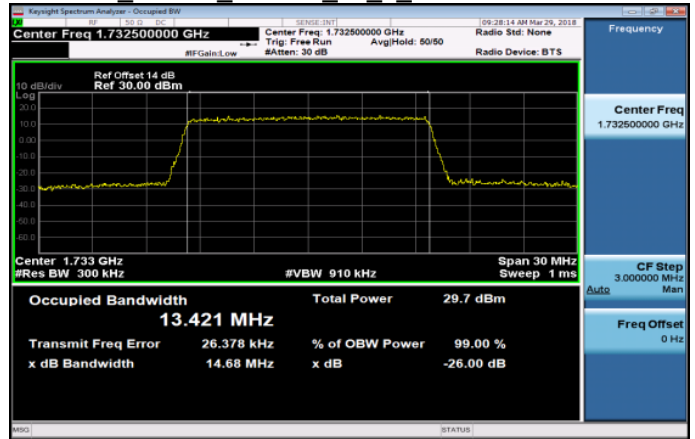 Keysight Spectrum Analyzer - Occupied BW
RF 50 Ω DC SENSE:INT 09:28:14 AM Mar 29, 2018
Center Freq 1.732500000 GHz
Center Freq: 1.732500000 GHz
Radio Std: None
Trig: Free Run Avg|Hold: 50/50
#IFGain:Low
#Atten: 30 dB
Radio Device: BTS
Frequency
Ref Offset 14 dB
10 dB/div Ref 30.00 dBm
Log
20.0
10.0
0.00
-10.0
-20.0
-30.0
-40.0
-50.0
-60.0
Center 1.733 GHz Span 30 MHz
#Res BW 300 kHz #VBW 910 kHz Sweep 1 ms
Occupied Bandwidth Total Power 29.7 dBm
13.421 MHz
Transmit Freq Error 26.378 kHz % of OBW Power 99.00 %
x dB Bandwidth 14.68 MHz x dB -26.00 dB
Center Freq
1.732500000 GHz
CF Step
3.000000 MHz
Auto Man
Freq Offset
0 Hz
MSG STATUS